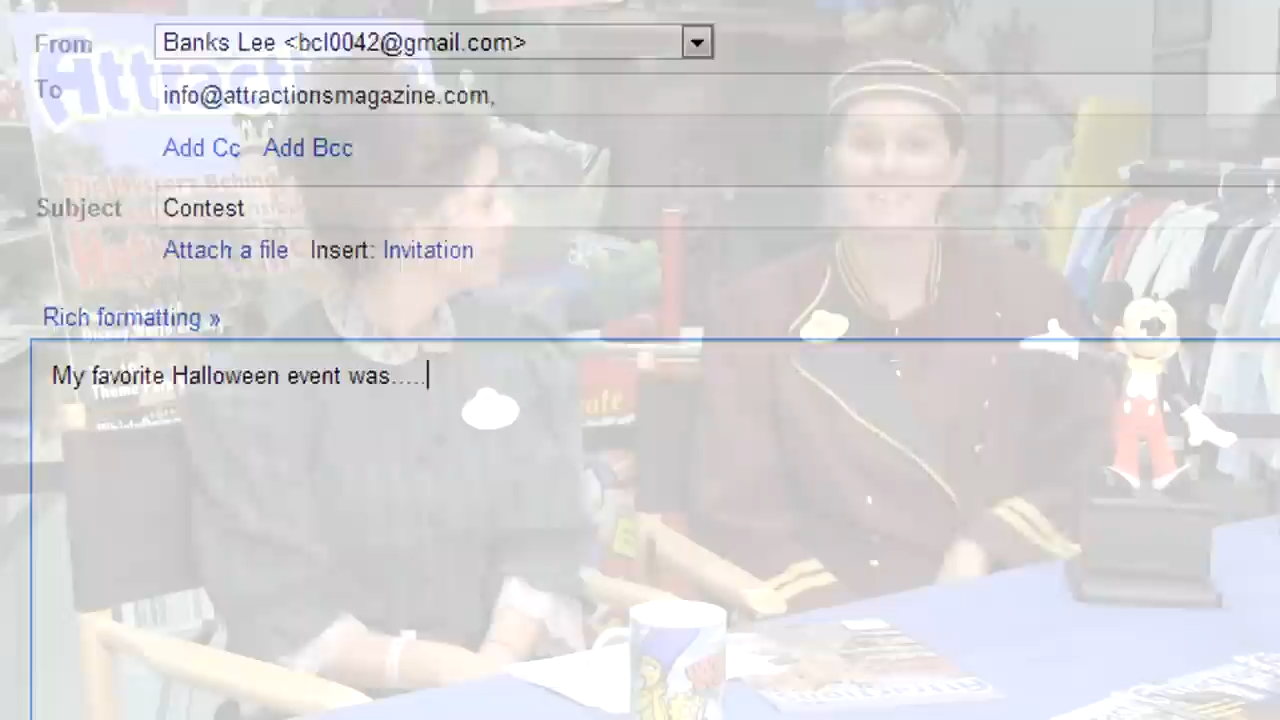 From Banks Lee <bcl0042@gmail.com>
To info@attractionsmagazine.com,
Add Cc Add Bcc
Subject Contest
Attach a file Insert: Invitation
Rich formatting »
My favorite Halloween event was.....